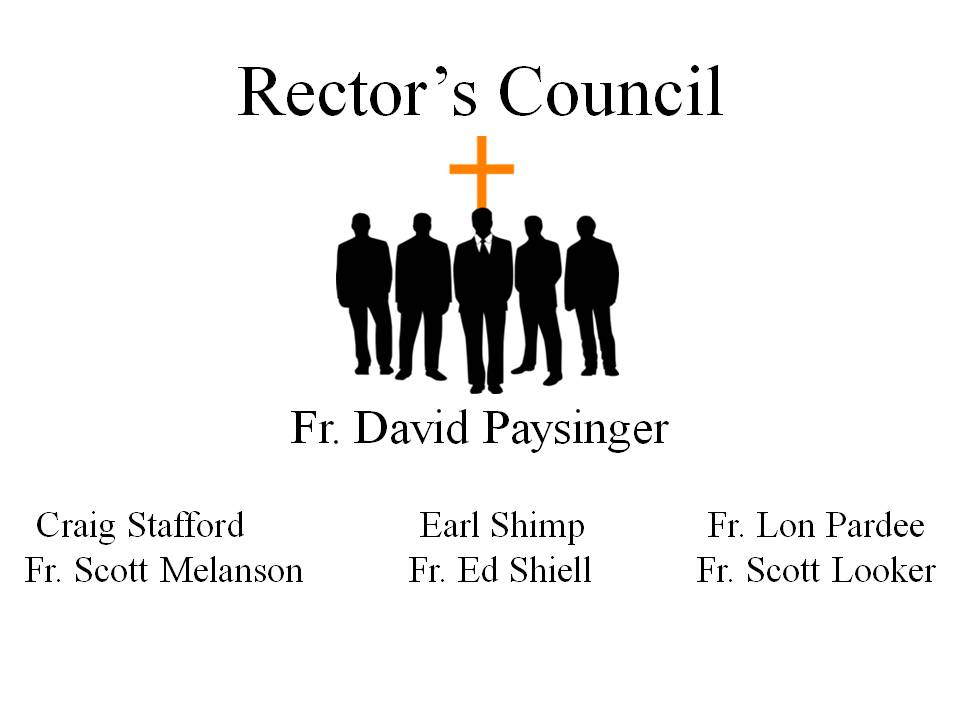 Rector’s Council
Fr. David Paysinger
Craig Stafford Earl Shimp Fr. Lon Pardee
Fr. Scott Melanson Fr. Ed Shiell Fr. Scott Looker